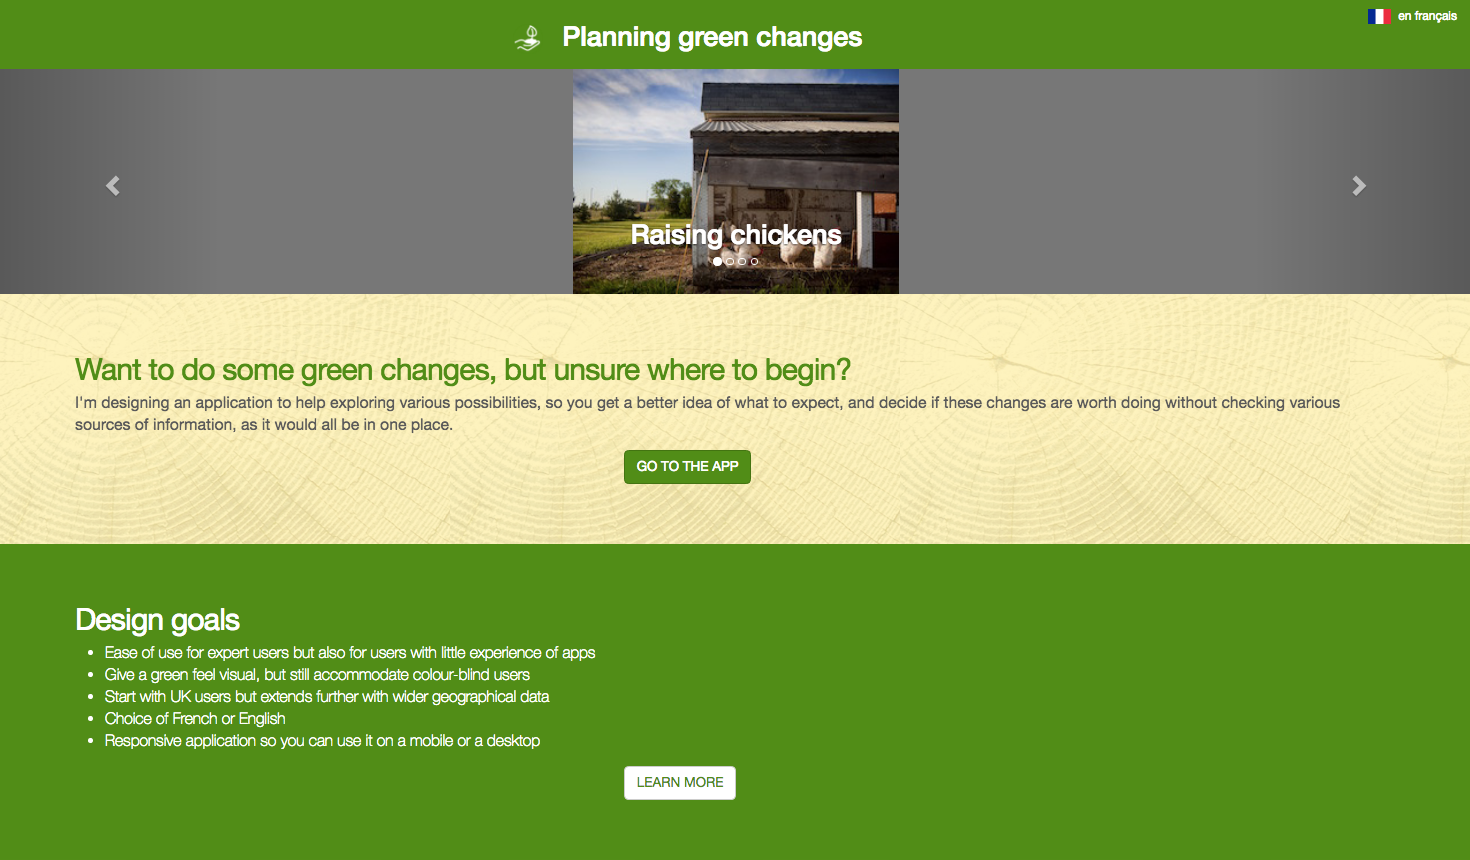 en français
Planning green changes
Raising chickens
Want to do some green changes, but unsure where to begin?
I'm designing an application to help exploring various possibilities, so you get a better idea of what to expect, and decide if these changes are worth doing without checking various
sources of information, as it would all be in one place.
GO TO THE APP
Design goals
• Ease of use for expert users but also for users with little experience of apps
• Give a green feel visual, but still accommodate colour-blind users
• Start with UK users but extends further with wider geographical data
• Choice of French or English
• Responsive application so you can use it on a mobile or a desktop
LEARN MORE